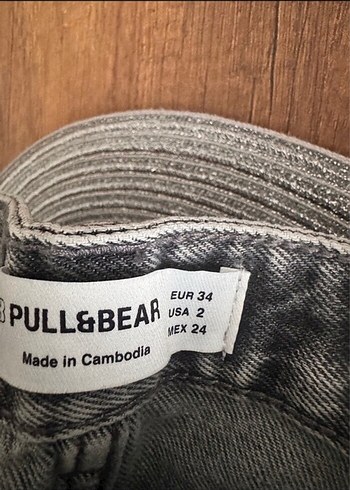 PULL&BEAR
Made in Cambodia
EUR 34
USA 2
MEX 24